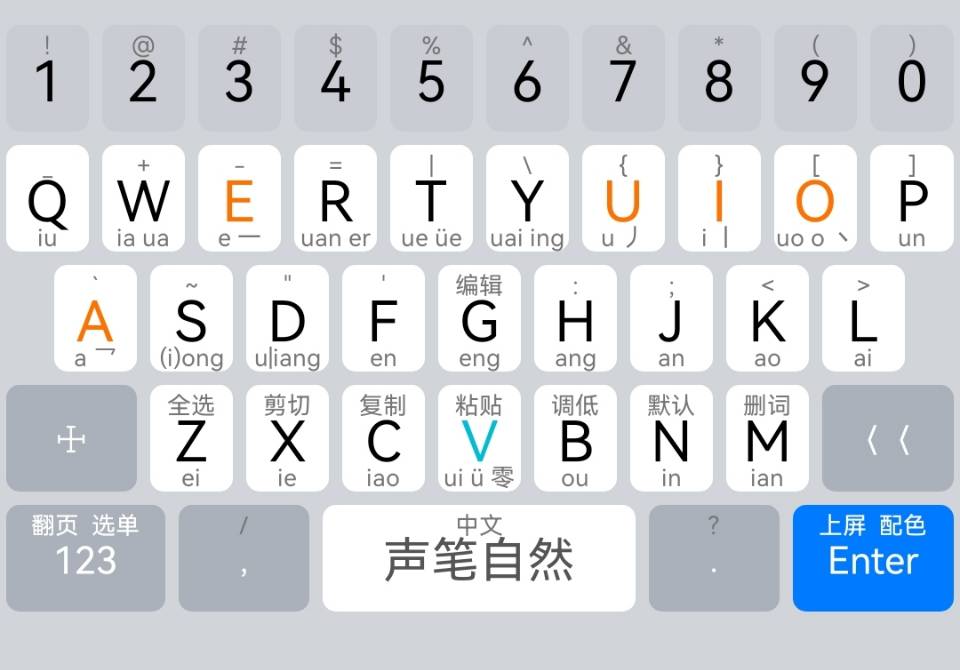 ! @ # $ % ^ & * ( )
1 2 3 4 5 6 7 8 9 0
_ + - = | \ { } [ ]
Q W E R T Y U I O P
iu ia ua e 一 uan er ue üe uai ing u 丿 i 丨 uo o 丶 un
` ~ " ' 编辑 : ; < >
A S D F G H J K L
a 乛 (i)ong u|iang en eng ang an ao ai
全选 剪切 复制 粘贴 调低 默认 删词
Z X C V B N M 〈〈
ei ie iao ui ü 零 ou in ian
翻页 选单 / 中文 ? 上屏 配色
123 , 声笔自然 . Enter